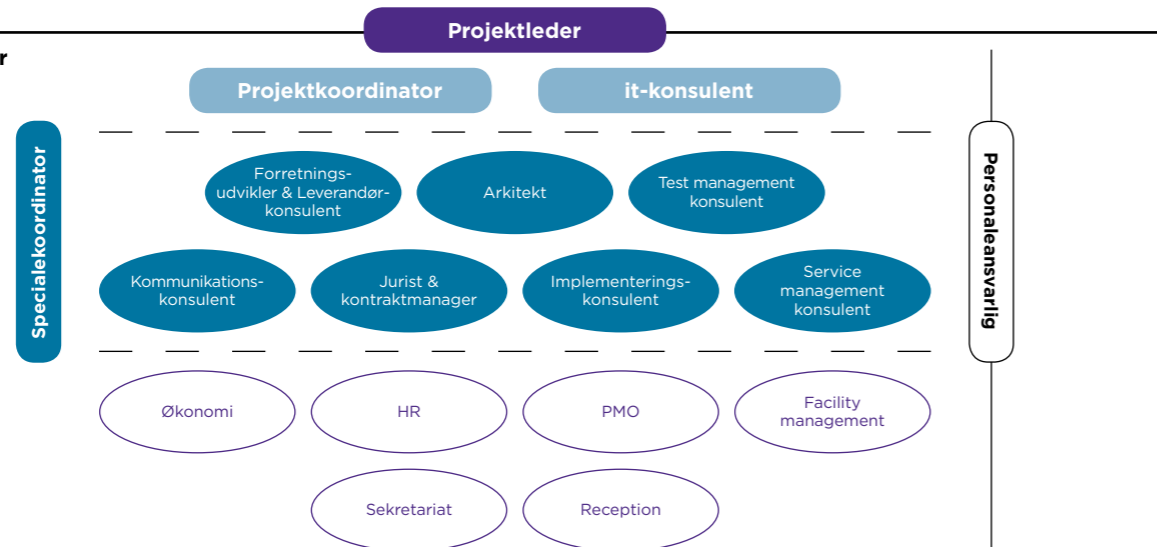 Projektleder
r
Projektkoordinator
it-konsulent
Specialekoordinator
Forretnings-
udvikler & Leverandør-
konsulent
Arkitekt
Test management
konsulent
Personaleansvarlig
Kommunikations-
konsulent
Jurist &
kontraktmanager
Implementerings-
konsulent
Service
management
konsulent
Økonomi
HR
PMO
Facility
management
Sekretariat
Reception